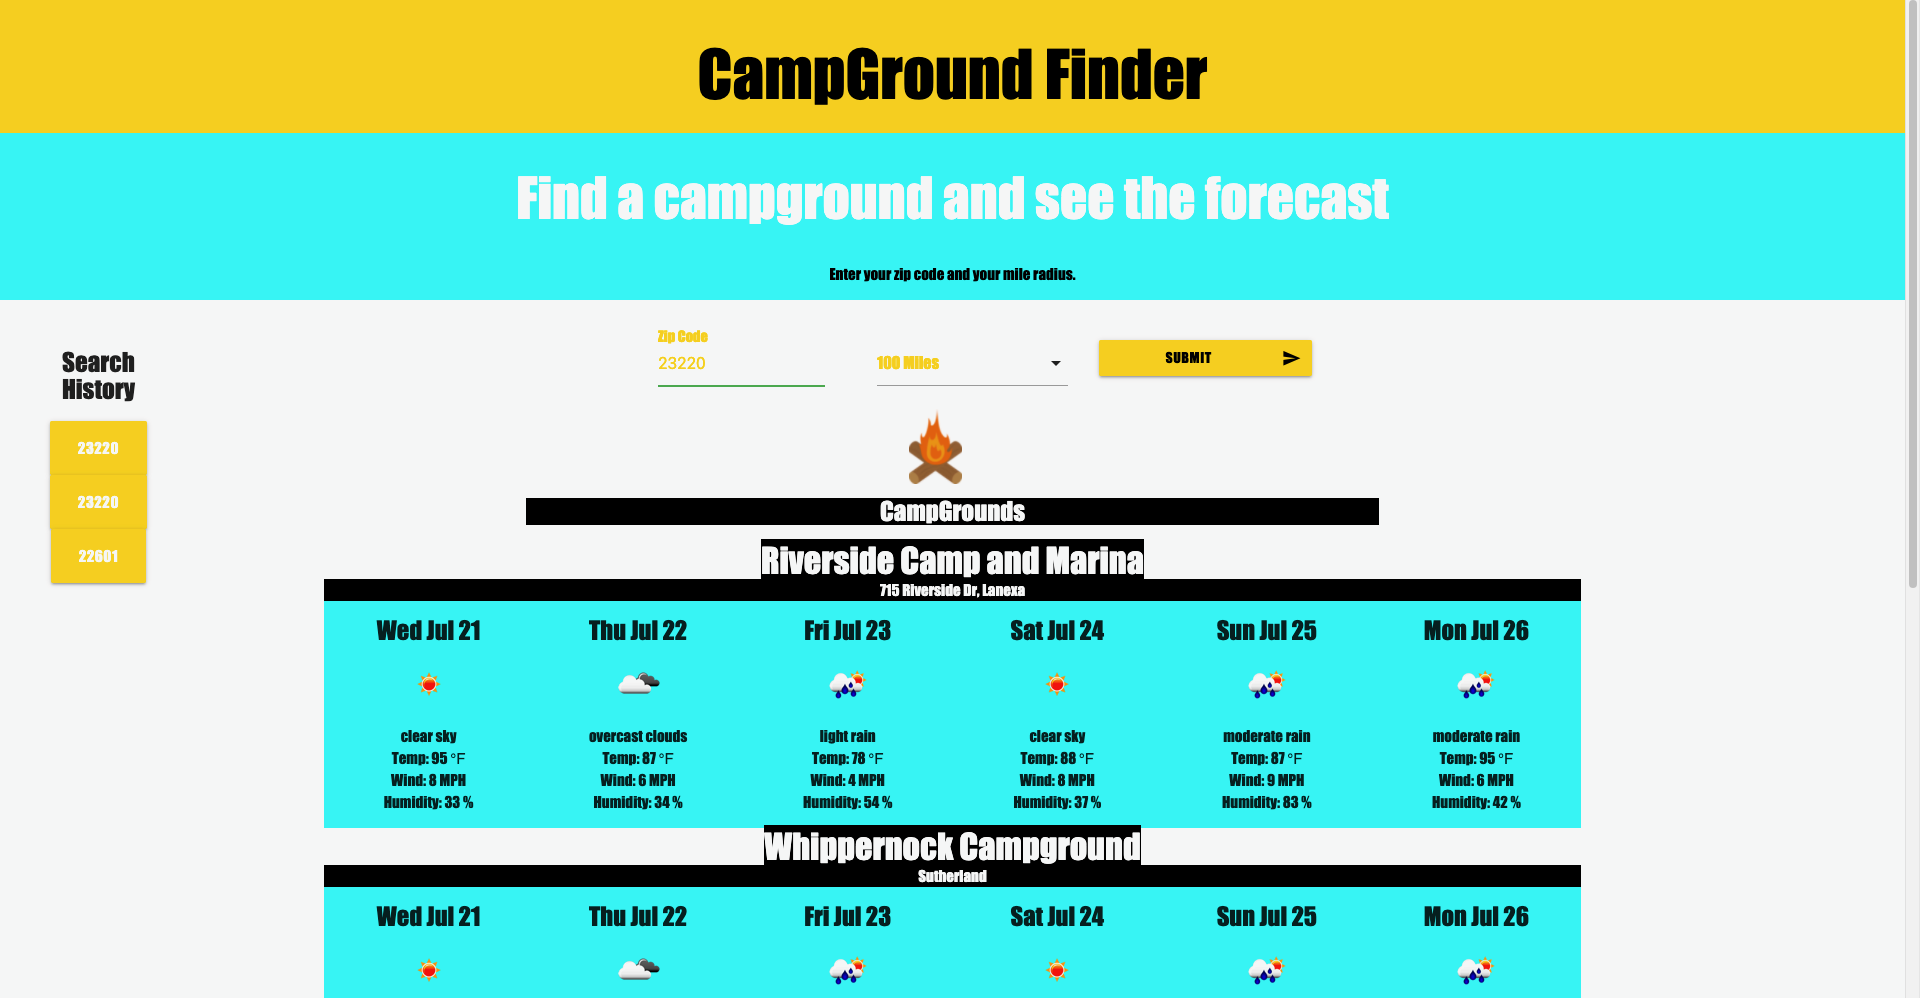 CampGround Finder
Find a campground and see the forecast
Enter your zip code and your mile radius.
Search
History
23220
23220
22601
Zip Code
23220
100 Miles
SUBMIT
CampGrounds
Riverside Camp and Marina
715 Riverside Dr, Lanexa
Wed Jul 21 Thu Jul 22 Fri Jul 23 Sat Jul 24 Sun Jul 25 Mon Jul 26
clear sky overcast clouds light rain clear sky moderate rain moderate rain
Temp: 95 °F Temp: 87 °F Temp: 78 °F Temp: 88 °F Temp: 87 °F Temp: 95 °F
Wind: 8 MPH Wind: 6 MPH Wind: 4 MPH Wind: 8 MPH Wind: 9 MPH Wind: 6 MPH
Humidity: 33 % Humidity: 34 % Humidity: 54 % Humidity: 37 % Humidity: 83 % Humidity: 42 %
Whippernock Campground
Sutherland
Wed Jul 21 Thu Jul 22 Fri Jul 23 Sat Jul 24 Sun Jul 25 Mon Jul 26